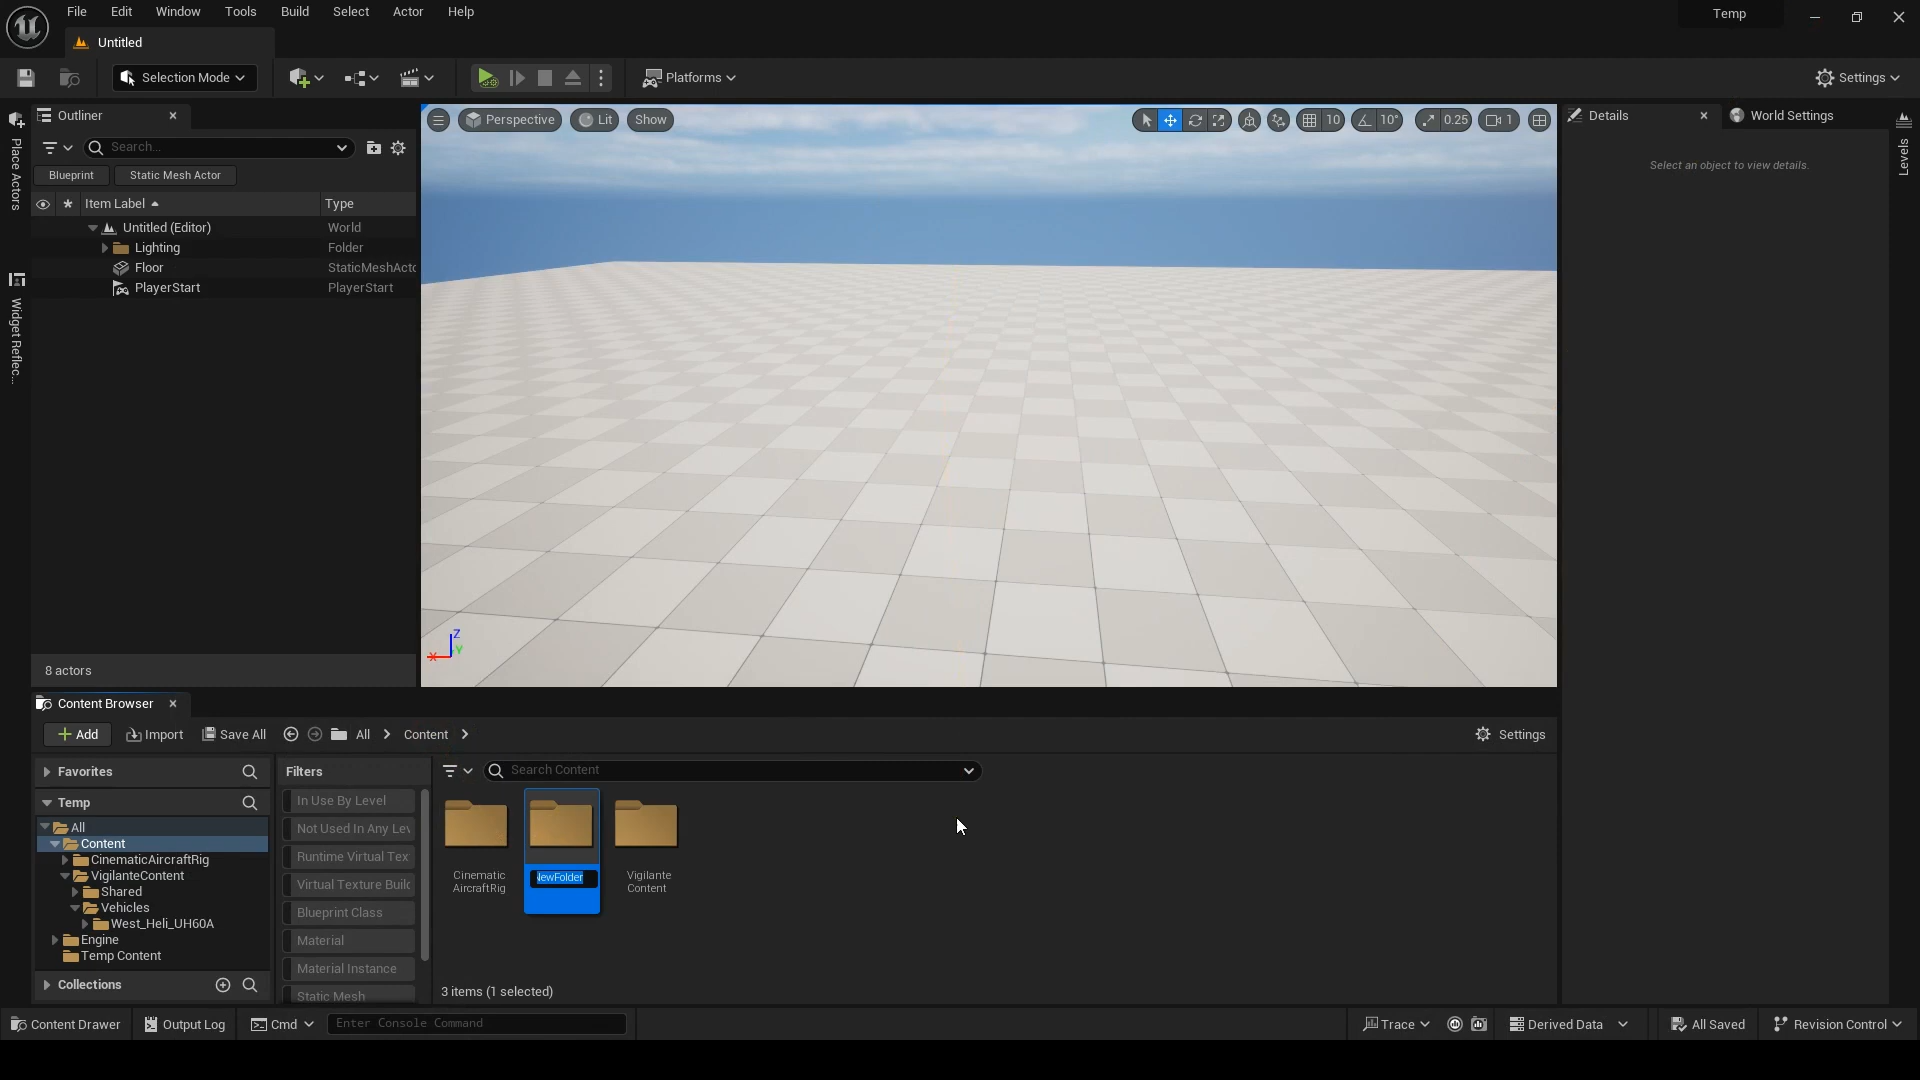 File Edit Window Tools Build Select Actor Help
Temp
Untitled
Selection Mode
Platforms
Settings
Outliner
Perspective
Lit
Show
10
10°
0.25
1
Details
World Settings
Place Actors
Levels
Search...
Blueprint
Static Mesh Actor
Select an object to view details.
Item Label
Type
Untitled (Editor)
World
Lighting
Folder
Floor
StaticMeshActo
PlayerStart
PlayerStart
Widget Reflec...
Z
X
Y
8 actors
Content Browser
Add
Import
Save All
All
Content
Settings
Favorites
Filters
Search Content
Temp
In Use By Level
All
Not Used In Any Lev
Content
CinematicAircraftRig
Runtime Virtual Tex
VigilanteContent
Virtual Texture Build
Shared
Vehicles
Blueprint Class
West_Heli_UH60A
Engine
Material
Temp Content
Material Instance
Static Mesh
Collections
Cinematic
AircraftRig
NewFolder
Vigilante
Content
3 items (1 selected)
Content Drawer
Output Log
Cmd
Enter Console Command
Trace
Derived Data
All Saved
Revision Control